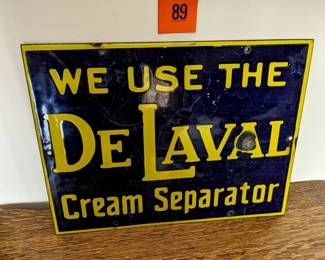 89
WE USE THE
DE LAVAL
Cream Separator